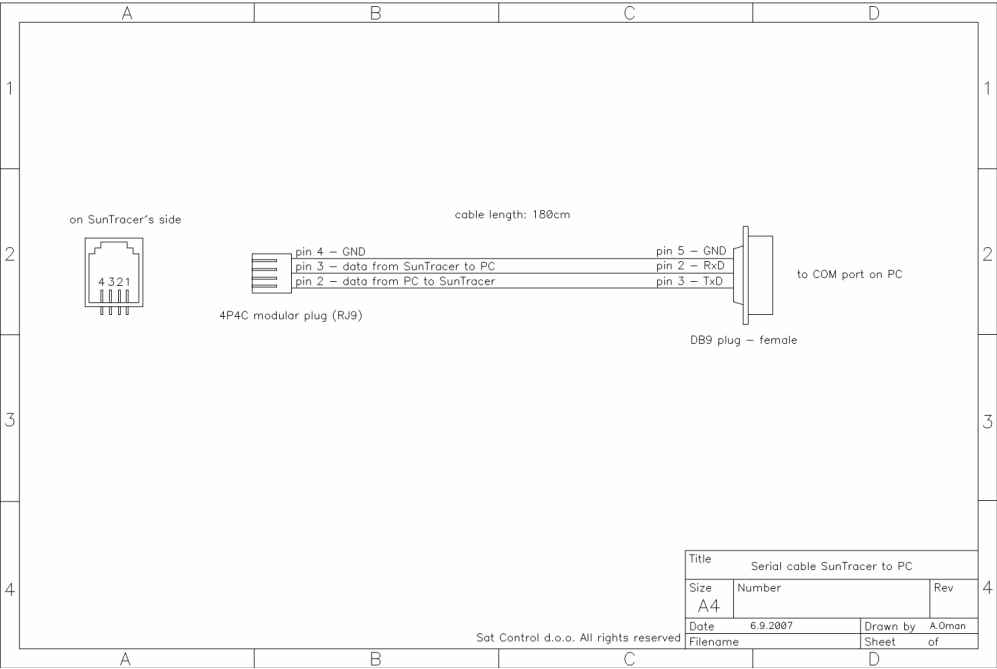 A B C D
1 1
on SunTracer's side
cable length: 180cm
2 2
4 3 2 1
pin 4 – GND
pin 3 – data from SunTracer to PC
pin 2 – data from PC to SunTracer
pin 5 – GND
pin 2 – RxD
pin 3 – TxD
to COM port on PC
4P4C modular plug (RJ9)
DB9 plug – female
3 3
4 4
Title Serial cable SunTracer to PC
Size Number Rev
A4
Date 6.9.2007 Drawn by A.Oman
Filename Sheet of
Sat Control d.o.o. All rights reserved
A B C D